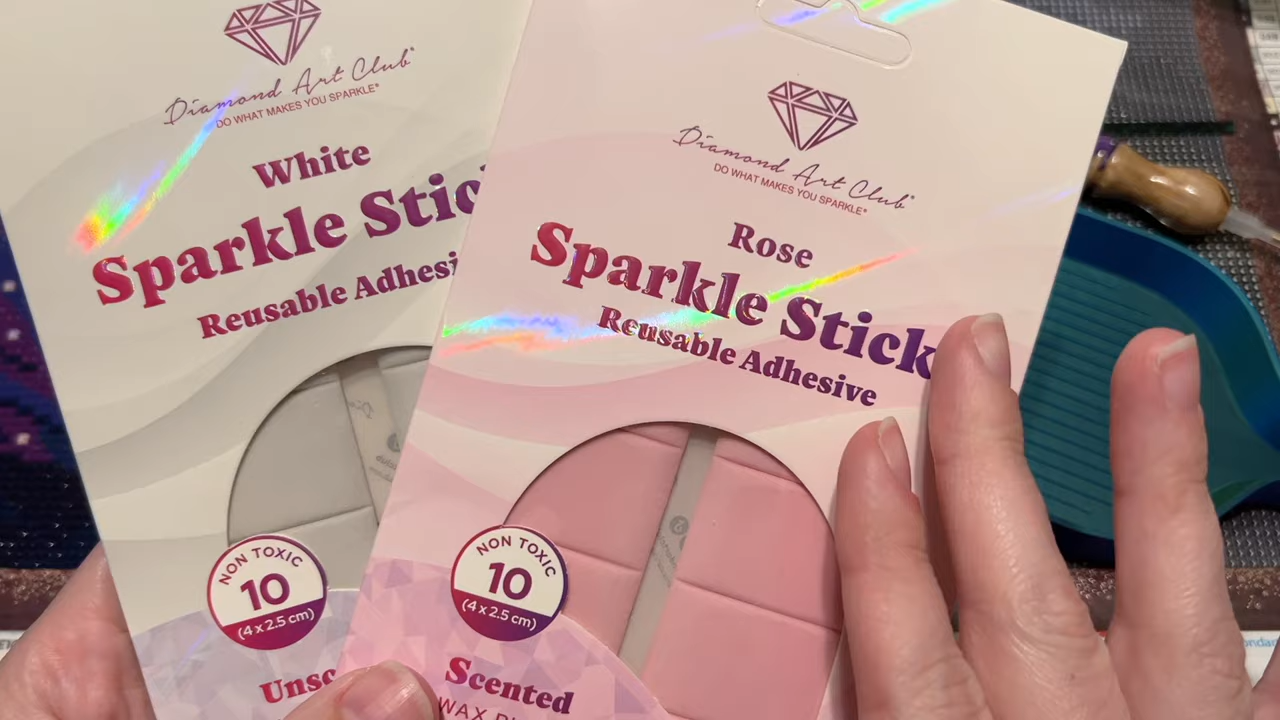 Diamond Art Club
DO WHAT MAKES YOU SPARKLE®
White
Sparkle Stic
Reusable Adhesi
NON TOXIC
10
(4 x 2.5 cm)
Unsc
Diamond Art Club®
DO WHAT MAKES YOU SPARKLE®
Rose
Sparkle Stick
Reusable Adhesive
2
NON TOXIC
10
(4 x 2.5 cm)
Scented
WAX